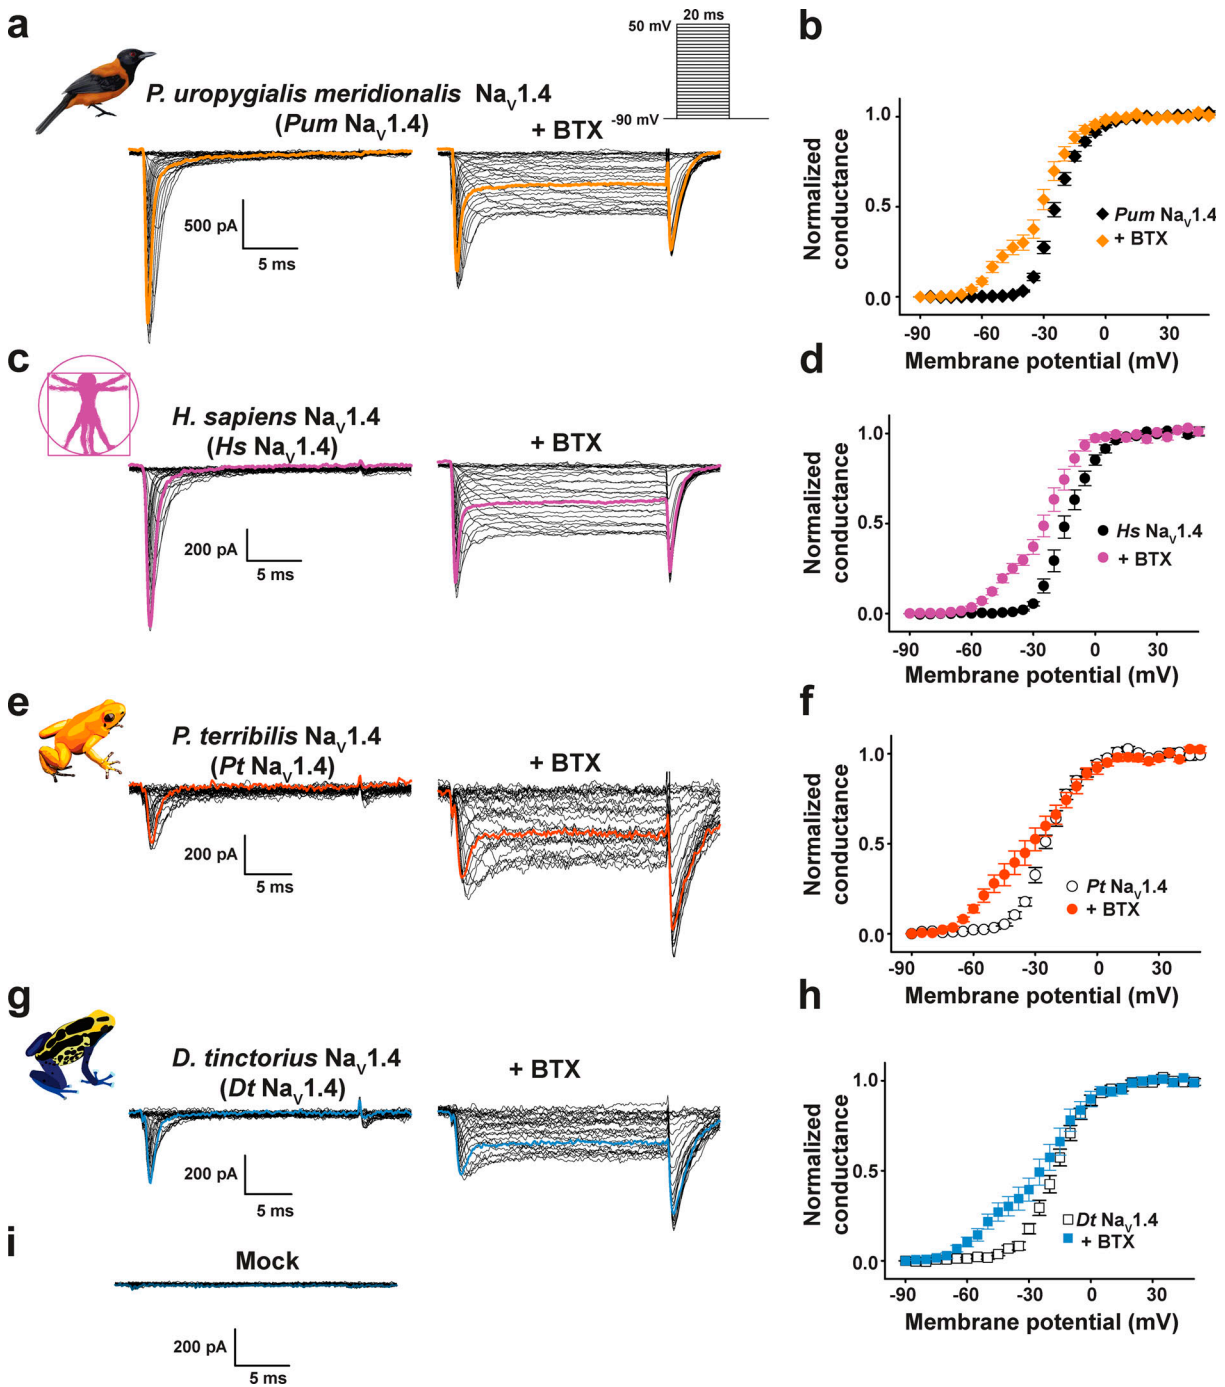 a
P. uropygialis meridionalis NaV1.4
(Pum NaV1.4)
+ BTX
50 mV
20 ms
-90 mV
500 pA
5 ms
b
Normalized
conductance
1.0
0.5
0.0
Pum NaV1.4
+ BTX
-90
-60
-30
0
30
Membrane potential (mV)
c
H. sapiens NaV1.4
(Hs NaV1.4)
+ BTX
200 pA
5 ms
d
Normalized
conductance
1.0
0.5
0.0
Hs NaV1.4
+ BTX
-90
-60
-30
0
30
Membrane potential (mV)
e
P. terribilis NaV1.4
(Pt NaV1.4)
+ BTX
200 pA
5 ms
f
Normalized
conductance
1.0
0.5
0.0
Pt NaV1.4
+ BTX
-90
-60
-30
0
30
Membrane potential (mV)
g
D. tinctorius NaV1.4
(Dt NaV1.4)
+ BTX
200 pA
5 ms
h
Normalized
conductance
1.0
0.5
0.0
Dt NaV1.4
+ BTX
-90
-60
-30
0
30
Membrane potential (mV)
i
Mock
200 pA
5 ms